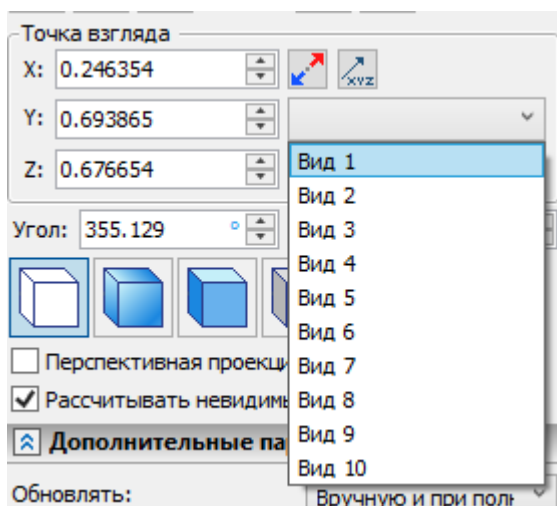 Точка взгляда
X: 0.246354
xyz
Y: 0.693865
Z: 0.676654
Вид 1
Вид 2
Вид 3
Вид 4
Вид 5
Вид 6
Вид 7
Вид 8
Вид 9
Вид 10
Угол: 355.129 °
Перспективная проекци
Рассчитывать невидимь
Дополнительные па
Обновлять: Вручную и при